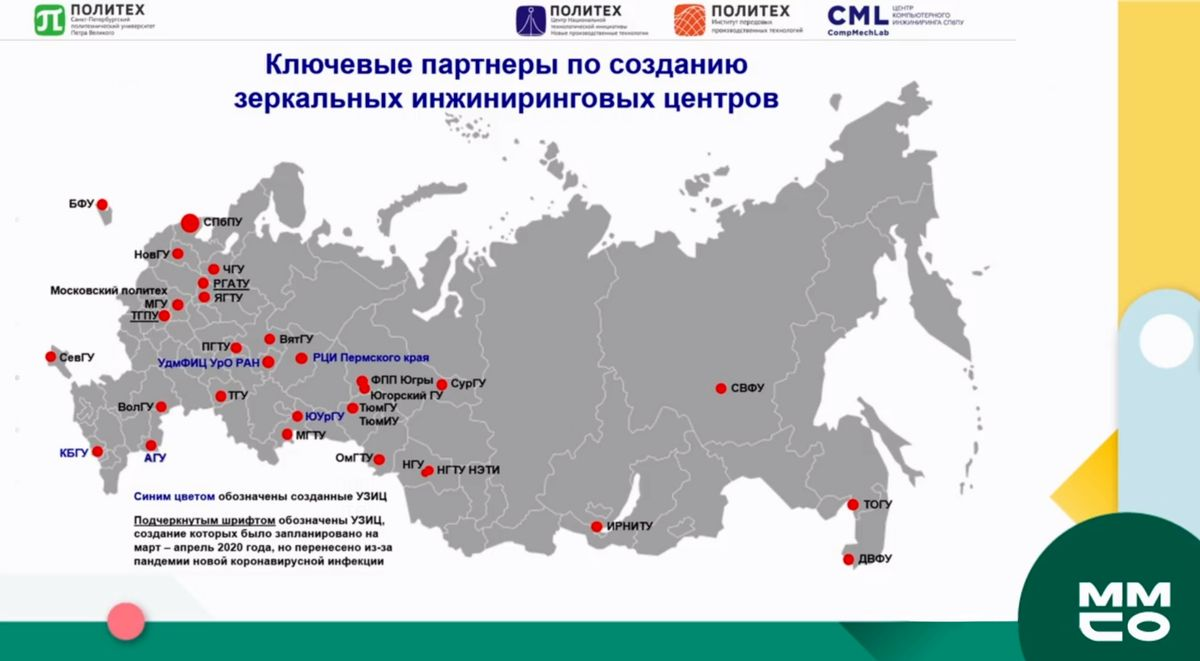 ПОЛИТЕХ
Санкт-Петербургский
политехнический университет
Петра Великого
ПОЛИТЕХ
Центр Национальной
технологической инициативы
Новые производственные технологии
ПОЛИТЕХ
Институт передовых
производственных технологий
CML
CompMechLab
ЦЕНТР
КОМПЬЮТЕРНОГО
ИНЖИНИРИНГА СПбПУ
Ключевые партнеры по созданию
зеркальных инжиниринговых центров
БФУ
СПбПУ
НовГУ
ЧГУ
РГАТУ
Московский политех
ЯГТУ
МГУ
ТГПУ
ВятГУ
ПГТУ
СевГУ
УдмФИЦ УрО РАН
РЦИ Пермского края
ФПП Югры
СурГУ
СВФУ
Югорский ГУ
ТГУ
ВолГУ
ТюмГУ
ЮУрГУ
ТюмИУ
МГТУ
КБГУ
АГУ
ОмГТУ
НГУ
НГТУ НЭТИ
Синим цветом обозначены созданные УЗИЦ
ТОГУ
Подчеркнутым шрифтом обозначены УЗИЦ,
создание которых было запланировано на
ИРНИТУ
март – апрель 2020 года, но перенесено из-за
пандемии новой коронавирусной инфекции
ДВФУ
MM
CO